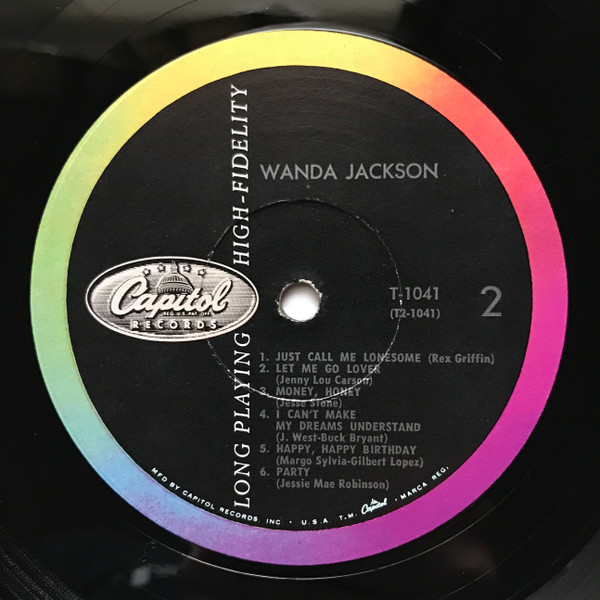 WANDA JACKSON
LONG PLAYING HIGH-FIDELITY
Capitol
REG. U.S. PAT. OFF.
RECORDS
T-1041
(T2-1041)
2
1. JUST CALL ME LONESOME (Rex Griffin)
2. LET ME GO LOVER
(Jenny Lou Carson)
3. MONEY, HONEY
(Jesse Stone)
4. I CAN'T MAKE
MY DREAMS UNDERSTAND
(J. West-Buck Bryant)
5. HAPPY, HAPPY BIRTHDAY
(Margo Sylvia-Gilbert Lopez)
6. PARTY
(Jessie Mae Robinson)
MFD BY CAPITOL RECORDS, INC • U.S.A. T.M. Capitol • MARCA REG.